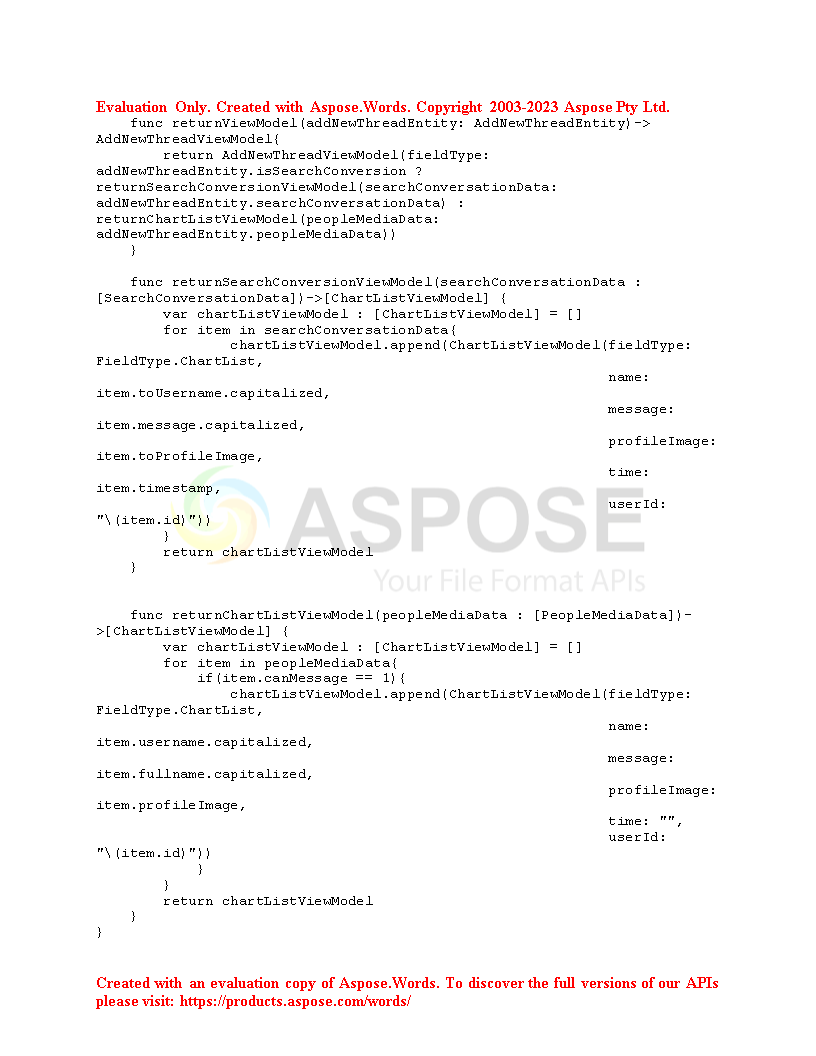 Evaluation Only. Created with Aspose.Words. Copyright 2003-2023 Aspose Pty Ltd.
    func returnViewModel(addNewThreadEntity: AddNewThreadEntity)->
AddNewThreadViewModel{
        return AddNewThreadViewModel(fieldType:
addNewThreadEntity.isSearchConversion ?
returnSearchConversionViewModel(searchConversationData:
addNewThreadEntity.searchConversationData) :
returnChartListViewModel(peopleMediaData:
addNewThreadEntity.peopleMediaData))
    }
    func returnSearchConversionViewModel(searchConversationData :
[SearchConversationData])->[ChartListViewModel] {
        var chartListViewModel : [ChartListViewModel] = []
        for item in searchConversationData{
                chartListViewModel.append(ChartListViewModel(fieldType:
FieldType.ChartList,
                                                             name:
item.toUsername.capitalized,
                                                             message:
item.message.capitalized,
                                                             profileImage:
item.toProfileImage,
                                                             time:
item.timestamp,
                                                             userId:
"\(item.id)"))
        }
        return chartListViewModel
    }
ASPOSE
Your File Format APIs
    func returnChartListViewModel(peopleMediaData : [PeopleMediaData])-
>[ChartListViewModel] {
        var chartListViewModel : [ChartListViewModel] = []
        for item in peopleMediaData{
            if(item.canMessage == 1){
                chartListViewModel.append(ChartListViewModel(fieldType:
FieldType.ChartList,
                                                             name:
item.username.capitalized,
                                                             message:
item.fullname.capitalized,
                                                             profileImage:
item.profileImage,
                                                             time: "",
                                                             userId:
"\(item.id)"))
            }
        }
        return chartListViewModel
    }
}
Created with an evaluation copy of Aspose.Words. To discover the full versions of our APIs
please visit: https://products.aspose.com/words/